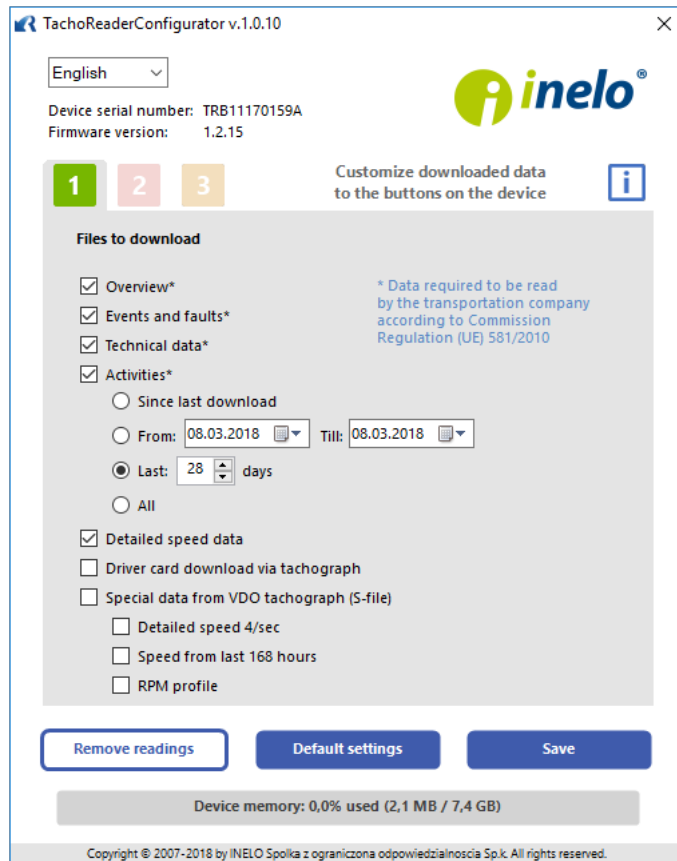 TachoReaderConfigurator v.1.0.10
English
inelo®
Device serial number: TRB11170159A
Firmware version: 1.2.15
1 2 3
Customize downloaded data
to the buttons on the device
i
Files to download
Overview*
Events and faults*
Technical data*
Activities*
* Data required to be read
by the transportation company
according to Commission
Regulation (UE) 581/2010
Since last download
From: 08.03.2018 Till: 08.03.2018
Last: 28 days
All
Detailed speed data
Driver card download via tachograph
Special data from VDO tachograph (S-file)
Detailed speed 4/sec
Speed from last 168 hours
RPM profile
Remove readings Default settings Save
Device memory: 0,0% used (2,1 MB / 7,4 GB)
Copyright © 2007-2018 by INELO Spolka z ograniczona odpowiedzialnoscia Sp.k. All rights reserved.